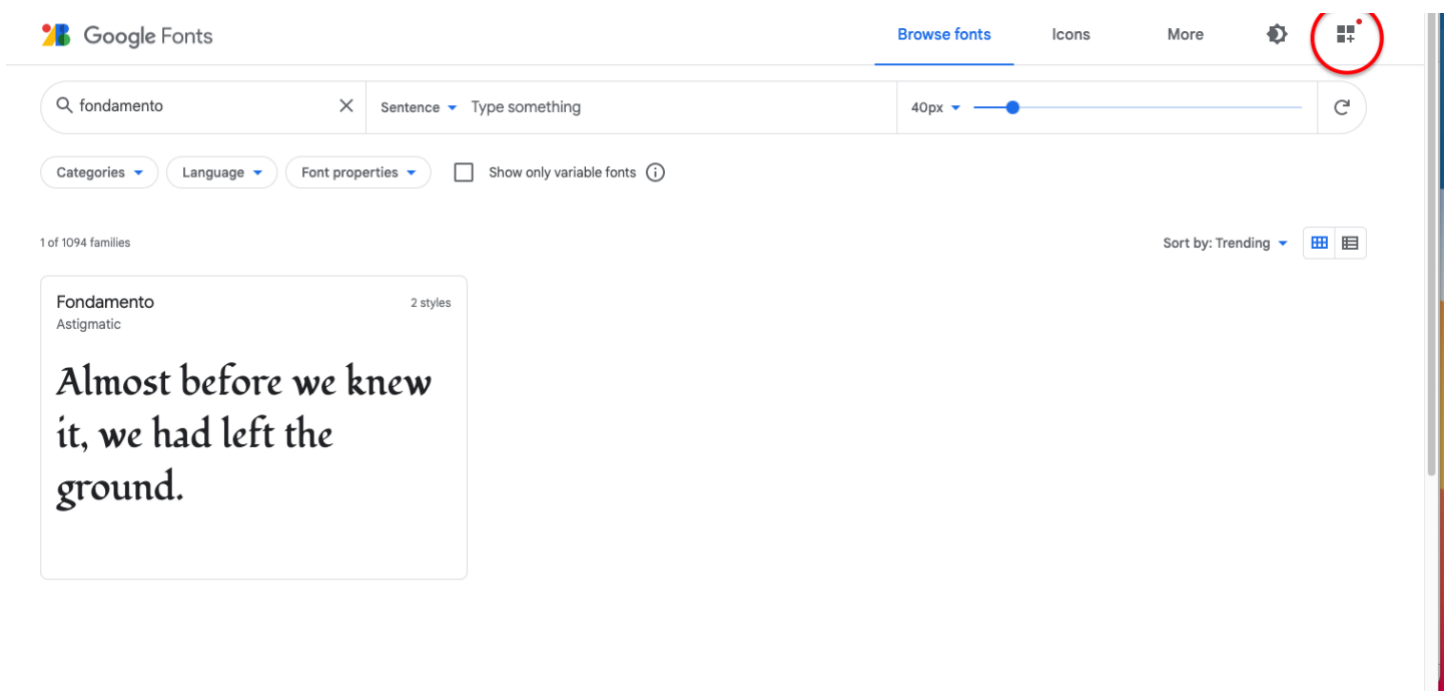 Google Fonts
Browse fonts Icons More
fondamento Sentence Type something 40px
Categories Language Font properties Show only variable fonts
1 of 1094 families Sort by: Trending
Fondamento 2 styles
Astigmatic
Almost before we knew
it, we had left the
ground.